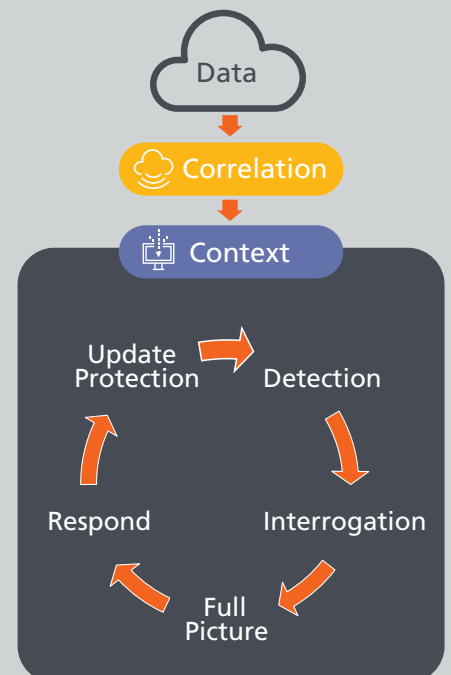 Data
Correlation
Context
Update
Protection
Detection
Interrogation
Full
Picture
Respond